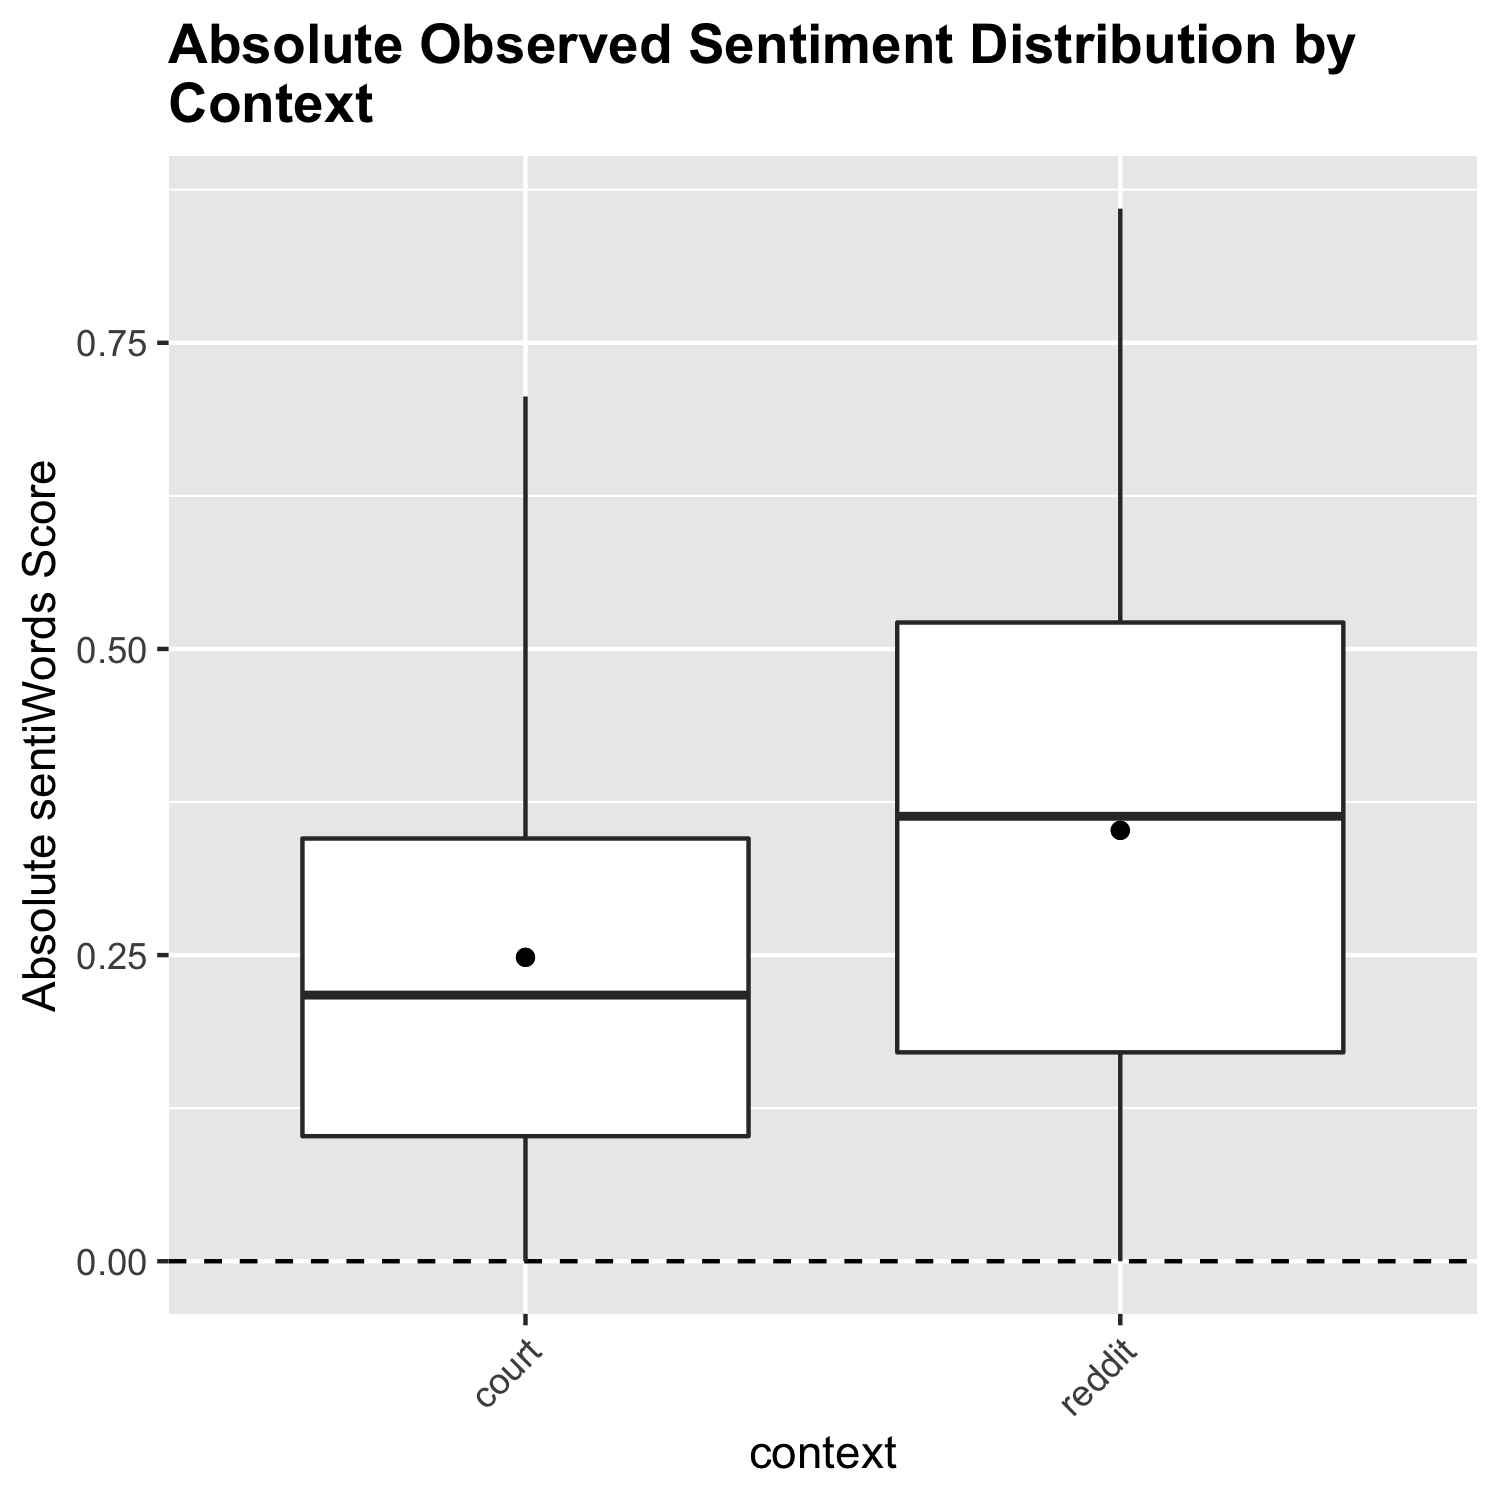 Absolute Observed Sentiment Distribution by
Context
Absolute sentiWords Score
0.75
0.50
0.25
0.00
court
reddit
context